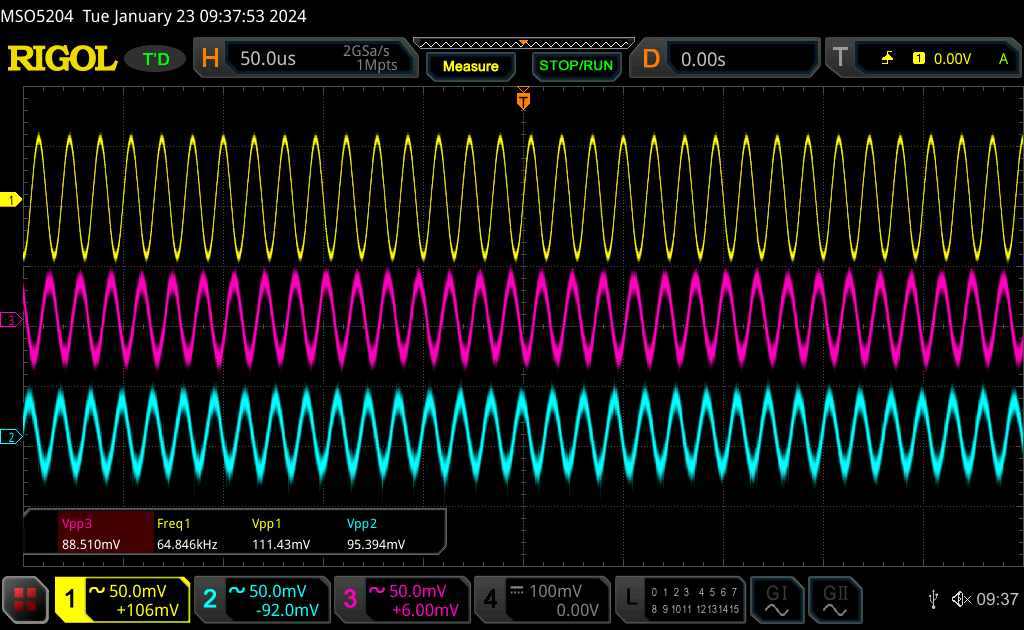 MSO5204 Tue January 23 09:37:53 2024
RIGOL T'D H 50.0us 2GSa/s 1Mpts Measure STOP/RUN D 0.00s T 1 0.00V A
T
1
3
2
Vpp3 Freq1 Vpp1 Vpp2
88.510mV 64.846kHz 111.43mV 95.394mV
1 50.0mV 2 50.0mV 3 50.0mV 4 100mV L 0 1 2 3 4 5 6 7 GI GII 09:37
+106mV -92.0mV +6.00mV 0.00V 8 9 10 11 12 13 14 15